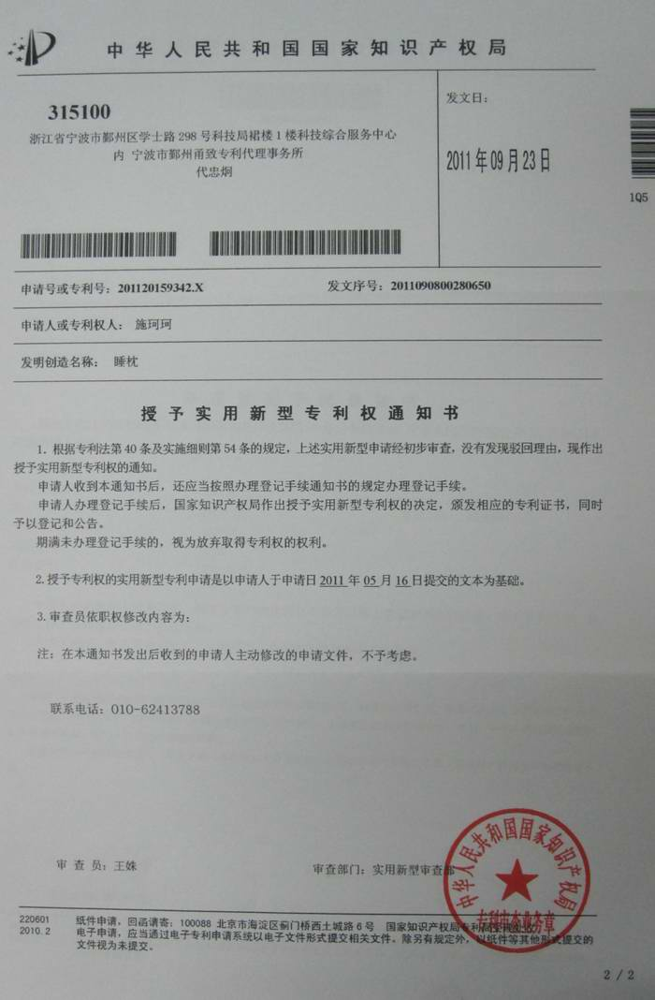 中华人民共和国国家知识产权局
315100
浙江省宁波市鄞州区学士路 298 号科技局裙楼 1 楼科技综合服务中心
内 宁波市鄞州甬致专利代理事务所
代忠炯
发文日：
2011 年 09 月 23 日
1Q5
申请号或专利号：201120159342.X
发文序号：2011090800280650
申请人或专利权人： 施珂珂
发明创造名称： 睡枕
授予实用新型专利权通知书
1. 根据专利法第 40 条及实施细则第 54 条的规定，上述实用新型申请经初步审查，没有发现驳回理由，现作出
授予实用新型专利权的通知。
申请人收到本通知书后，还应当按照办理登记手续通知书的规定办理登记手续。
申请人办理登记手续后，国家知识产权局作出授予实用新型专利权的决定，颁发相应的专利证书，同时
予以登记和公告。
期满未办理登记手续的，视为放弃取得专利权的权利。
2. 授予专利权的实用新型专利申请是以申请人于申请日 2011 年 05 月 16 日提交的文本为基础。
3. 审查员依职权修改内容为：
注：在本通知书发出后收到的申请人主动修改的申请文件，不予考虑。
联系电话：010-62413788
审 查 员：王姝
审查部门：实用新型审查部
中华人民共和国国家知识产权局
专利审查业务章
220601
2010.2
纸件申请，回函请寄：100088 北京市海淀区蓟门桥西土城路 6 号 国家知识产权局专利局受理处收
电子申请，应当通过电子专利申请系统以电子文件形式提交相关文件。除另有规定外，以纸件等其他形式提交的
文件视为未提交。
2 / 2